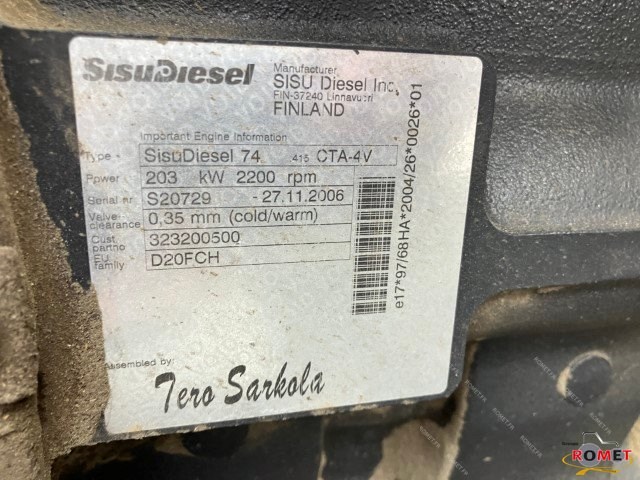 SisuDiesel
Manufacturer
SISU Diesel Inc.
FIN-37240 Linnavuori
FINLAND
Important Engine Information
Type SisuDiesel 74. 415 CTA-4V
Power 203 kW 2200 rpm
Serial nr S20729 - 27.11.2006
Valve-
clearance 0,35 mm (cold/warm)
Cust.
partno 323200500
EU
family D20FCH
e17*97/68HA*2004/26*0026*01
Assembled by:
Tero Sarkola
ROMET